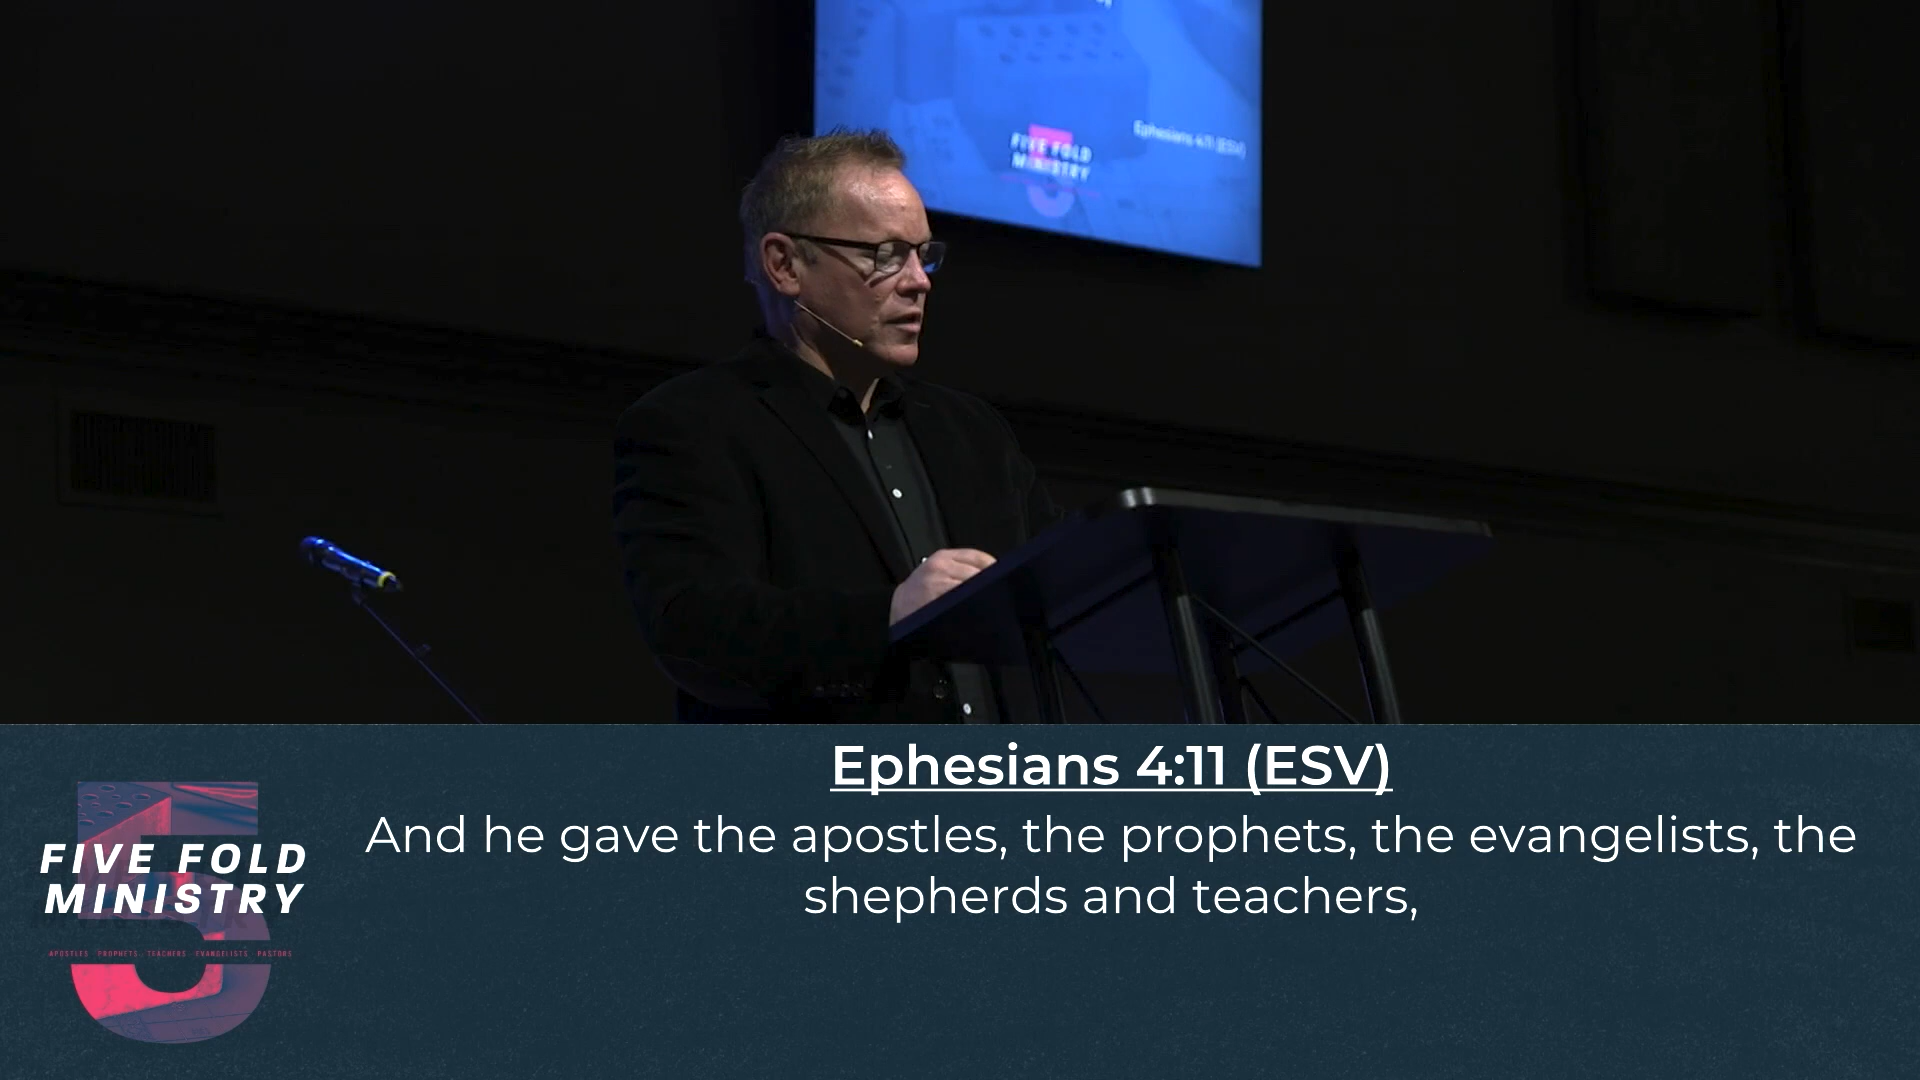 FIVE FOLD
MINISTRY
Ephesians 4:11 (ESV)
Ephesians 4:11 (ESV)
And he gave the apostles, the prophets, the evangelists, the
shepherds and teachers,
FIVE FOLD
MINISTRY
APOSTLES PROPHETS TEACHERS EVANGELISTS PASTORS